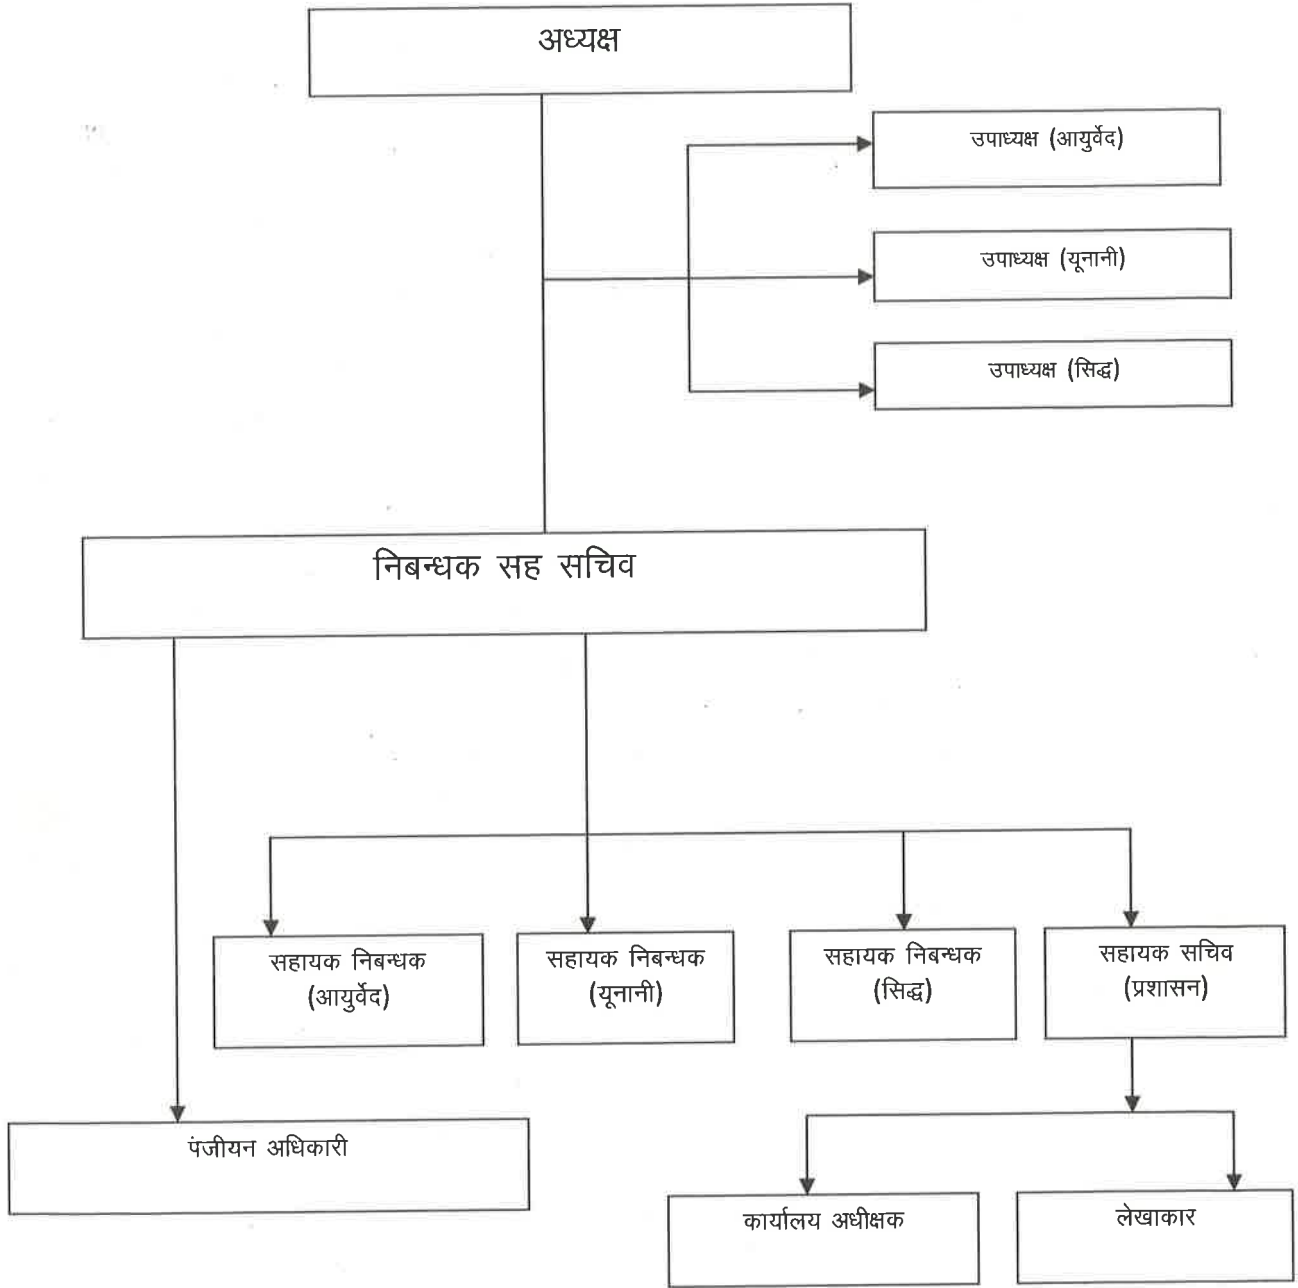 अध्यक्ष
उपाध्यक्ष (आयुर्वेद)
उपाध्यक्ष (यूनानी)
उपाध्यक्ष (सिद्ध)
निबन्धक सह सचिव
सहायक निबन्धक
(आयुर्वेद)
सहायक निबन्धक
(यूनानी)
सहायक निबन्धक
(सिद्ध)
सहायक सचिव
(प्रशासन)
पंजीयन अधिकारी
कार्यालय अधीक्षक
लेखाकार